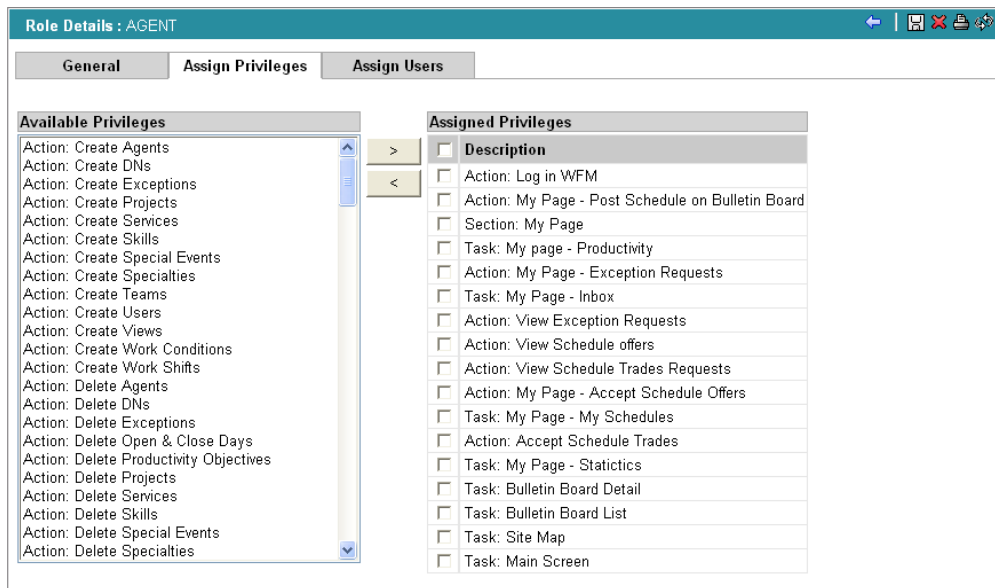 Role Details : AGENT
General
Assign Privileges
Assign Users
Available Privileges
Action: Create Agents
Action: Create DNs
Action: Create Exceptions
Action: Create Projects
Action: Create Services
Action: Create Skills
Action: Create Special Events
Action: Create Specialties
Action: Create Teams
Action: Create Users
Action: Create Views
Action: Create Work Conditions
Action: Create Work Shifts
Action: Delete Agents
Action: Delete DNs
Action: Delete Exceptions
Action: Delete Open & Close Days
Action: Delete Productivity Objectives
Action: Delete Projects
Action: Delete Services
Action: Delete Skills
Action: Delete Special Events
Action: Delete Specialties
>
<
Assigned Privileges
Description
Action: Log in WFM
Action: My Page - Post Schedule on Bulletin Board
Section: My Page
Task: My page - Productivity
Action: My Page - Exception Requests
Task: My Page - Inbox
Action: View Exception Requests
Action: View Schedule offers
Action: View Schedule Trades Requests
Action: My Page - Accept Schedule Offers
Task: My Page - My Schedules
Action: Accept Schedule Trades
Task: My Page - Statictics
Task: Bulletin Board Detail
Task: Bulletin Board List
Task: Site Map
Task: Main Screen